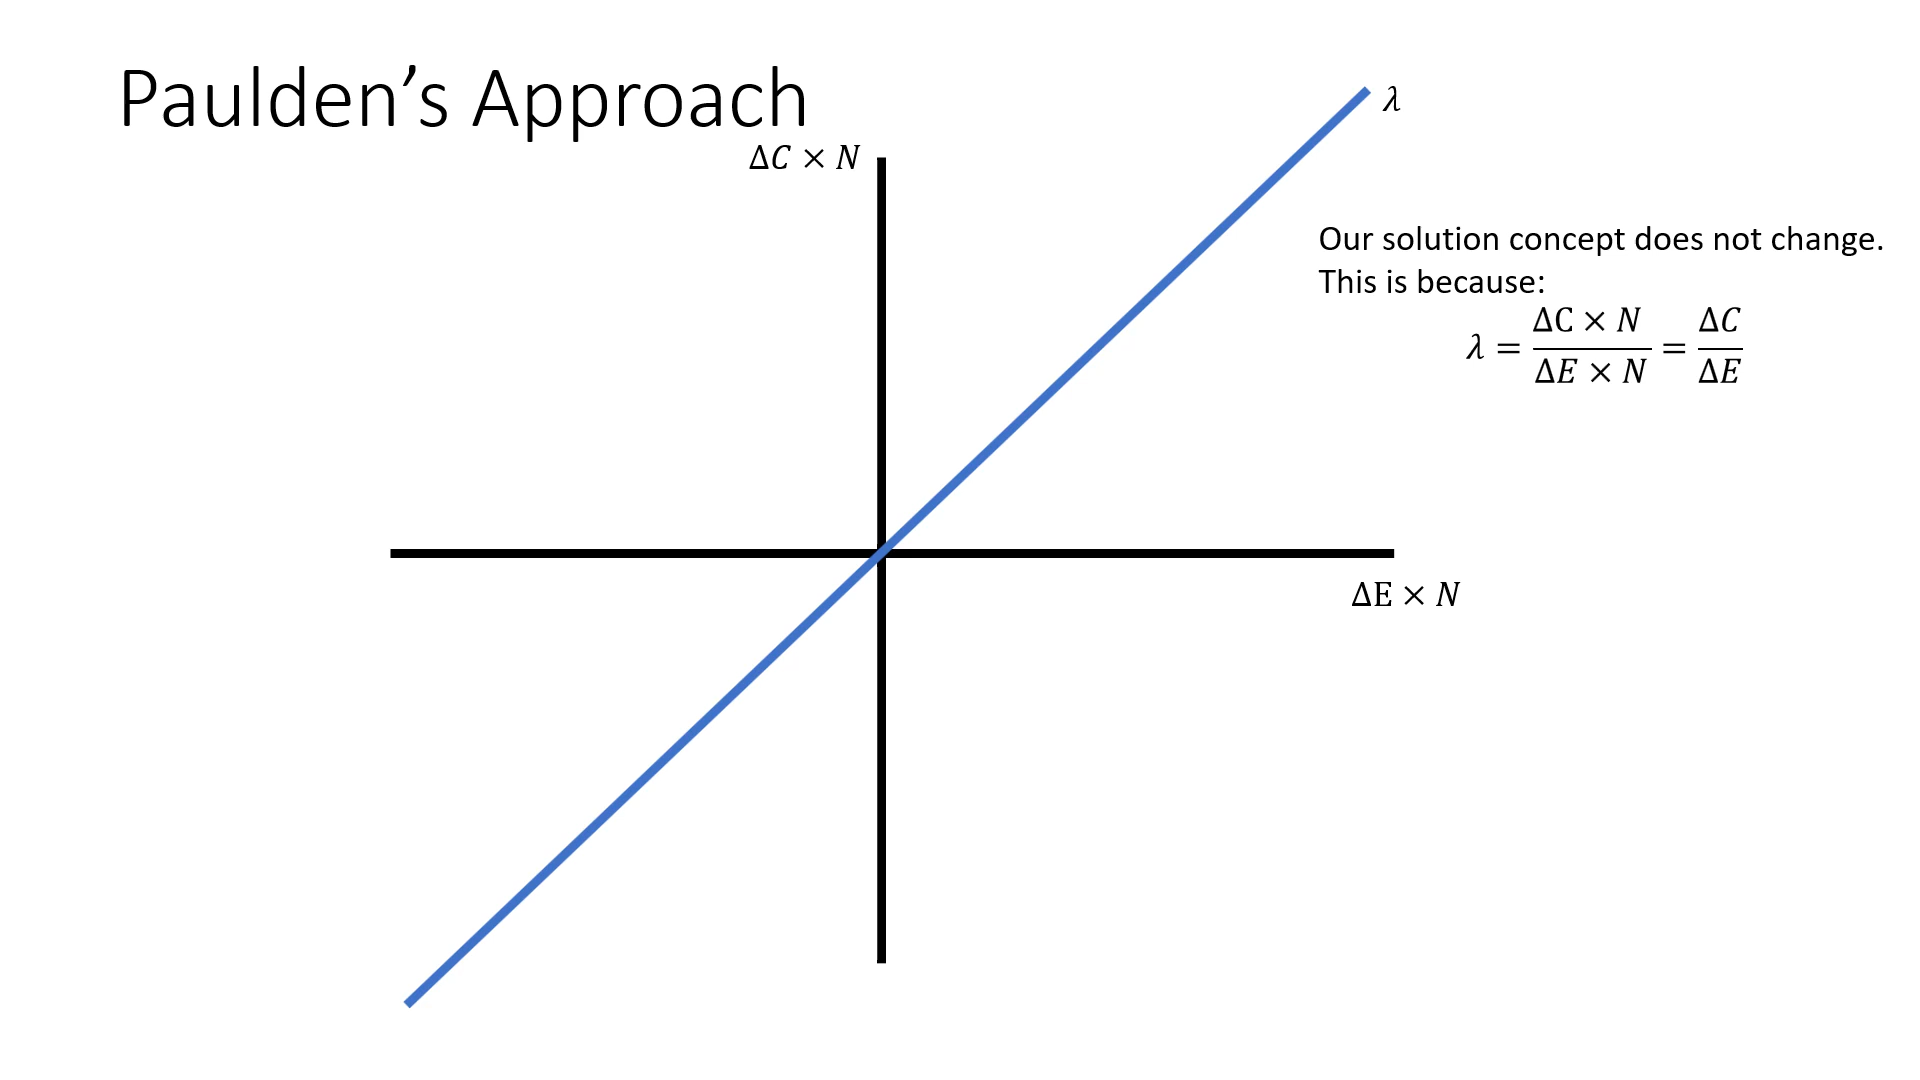 Paulden’s Approach
λ
Δ𝐶 × 𝑁
Our solution concept does not change.
This is because:
𝜆 = (ΔC × 𝑁)/(Δ𝐸 × 𝑁) = Δ𝐶/Δ𝐸
ΔE × 𝑁